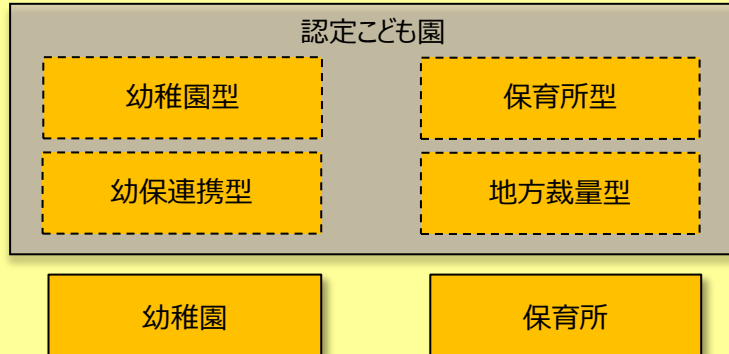 認定こども園
幼稚園型
保育所型
幼保連携型
地方裁量型
幼稚園
保育所